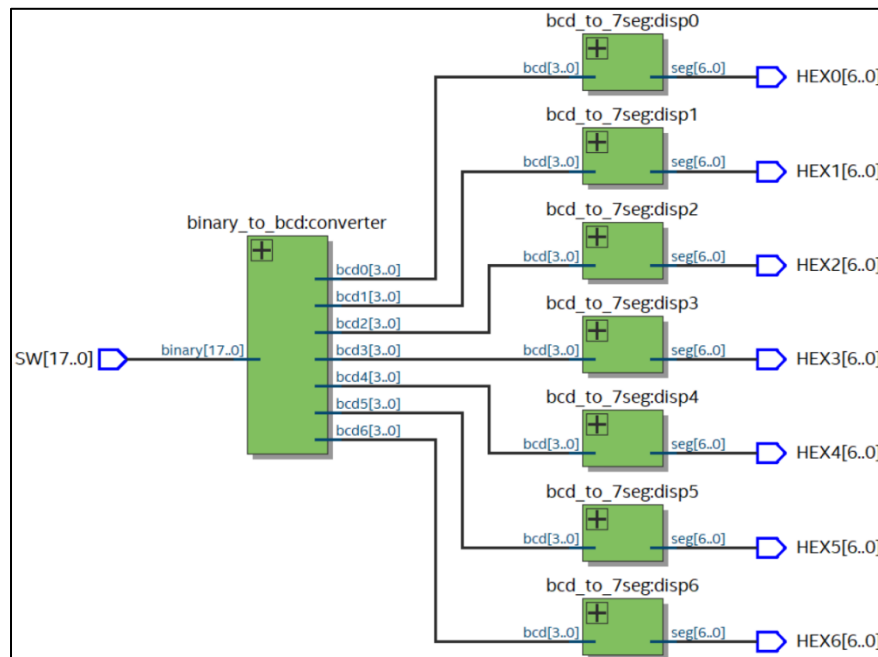 bcd_to_7seg:disp0
bcd[3..0] seg[6..0] HEX0[6..0]
bcd_to_7seg:disp1
bcd[3..0] seg[6..0] HEX1[6..0]
binary_to_bcd:converter
bcd_to_7seg:disp2
bcd0[3..0] bcd[3..0] seg[6..0] HEX2[6..0]
bcd1[3..0]
bcd2[3..0]
bcd_to_7seg:disp3
SW[17..0] binary[17..0] bcd3[3..0] bcd[3..0] seg[6..0] HEX3[6..0]
bcd4[3..0]
bcd5[3..0]
bcd6[3..0]
bcd_to_7seg:disp4
bcd[3..0] seg[6..0] HEX4[6..0]
bcd_to_7seg:disp5
bcd[3..0] seg[6..0] HEX5[6..0]
bcd_to_7seg:disp6
bcd[3..0] seg[6..0] HEX6[6..0]